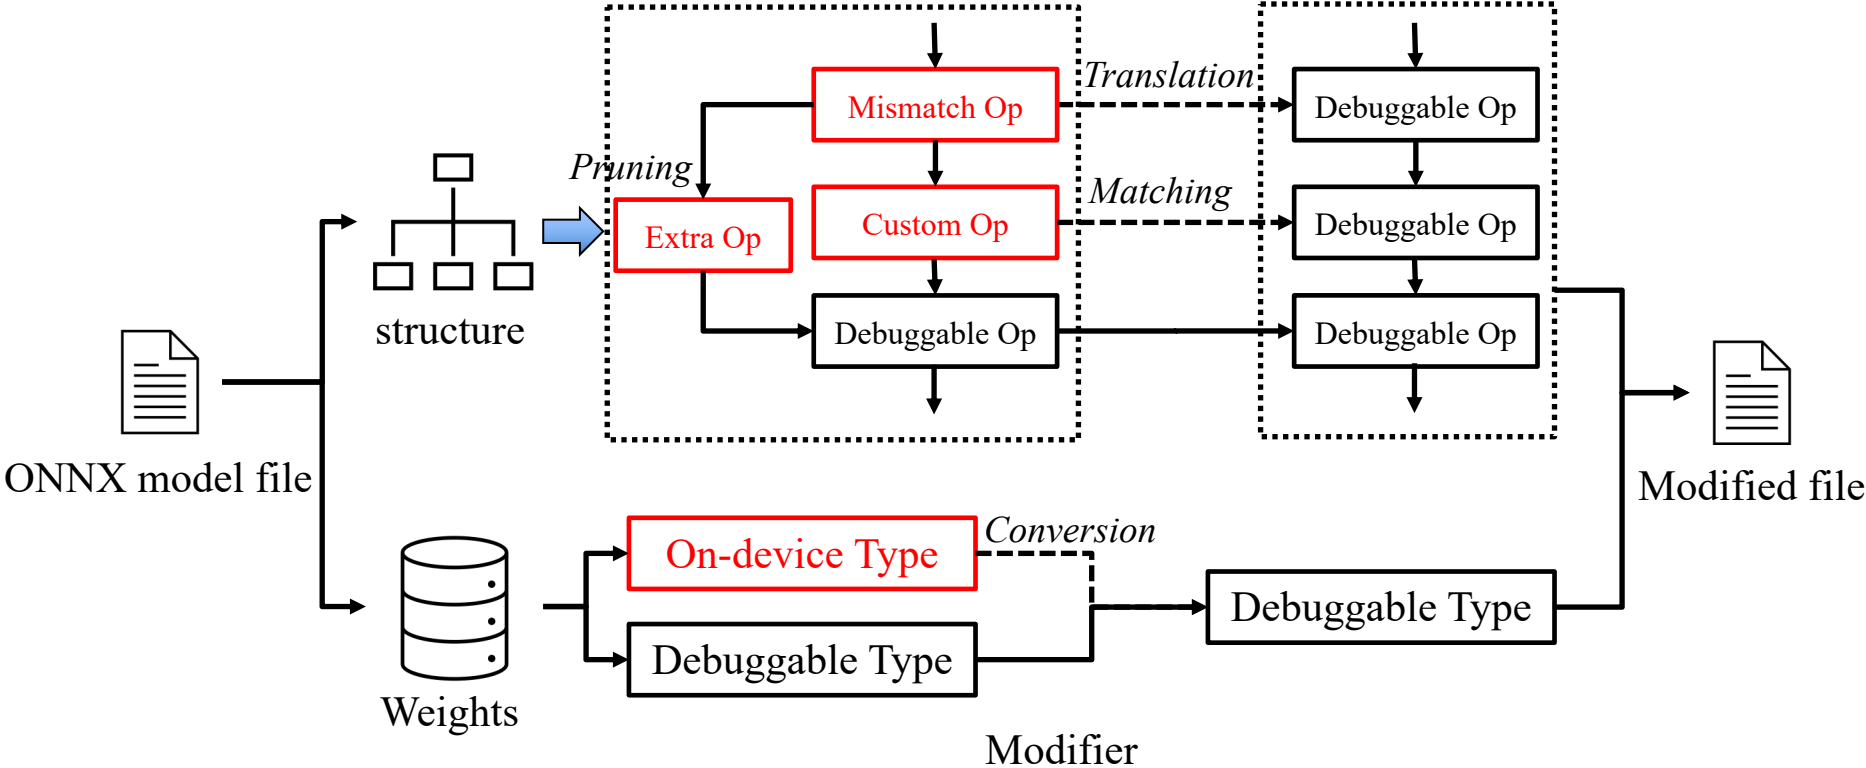 Translation
Mismatch Op
Debuggable Op
Pruning
Matching
Extra Op
Custom Op
Debuggable Op
structure
Debuggable Op
Debuggable Op
ONNX model file
Modified file
Conversion
On-device Type
Debuggable Type
Debuggable Type
Weights
Modifier